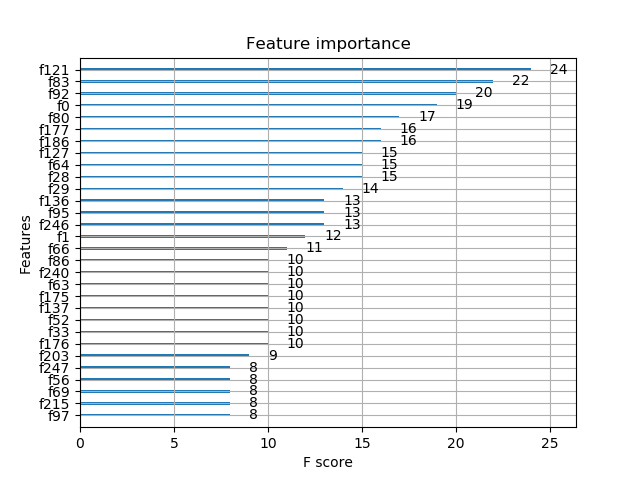 Feature importance
f121 24
f83 22
f92 20
f0 19
f80 17
f177 16
f186 16
f127 15
f64 15
f28 15
f29 14
f136 13
f95 13
f246 13
f1 12
f66 11
f86 10
f240 10
f63 10
f175 10
f137 10
f52 10
f33 10
f176 10
f203 9
f247 8
f56 8
f69 8
f215 8
f97 8
Features
0 5 10 15 20 25
F score